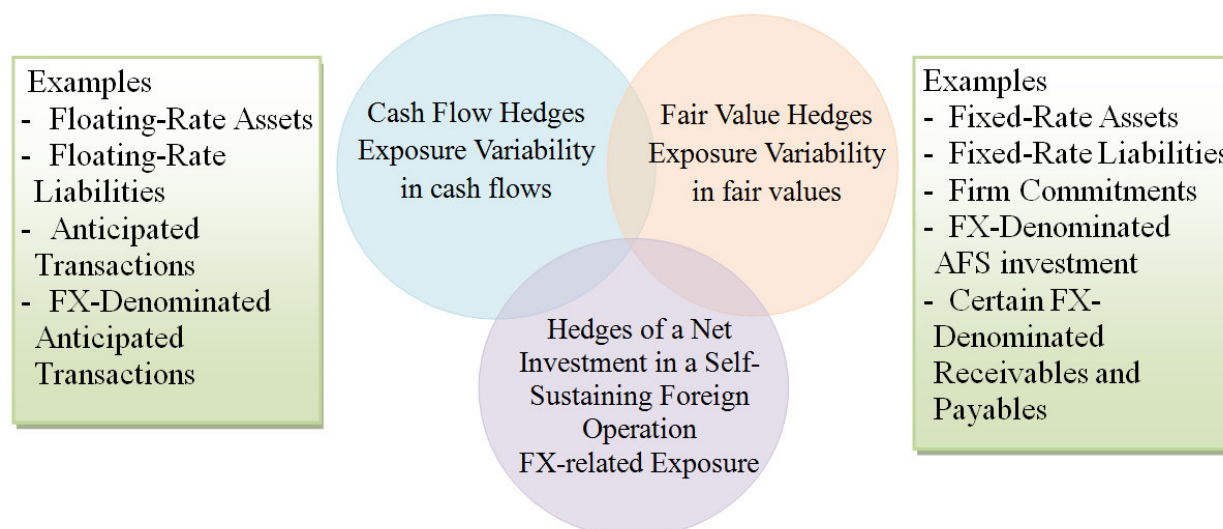 Examples
- Floating-Rate Assets
- Floating-Rate
Liabilities
- Anticipated
Transactions
- FX-Denominated
Anticipated
Transactions
Cash Flow Hedges
Exposure Variability
in cash flows
Fair Value Hedges
Exposure Variability
in fair values
Hedges of a Net
Investment in a Self-
Sustaining Foreign
Operation
FX-related Exposure
Examples
- Fixed-Rate Assets
- Fixed-Rate Liabilities
- Firm Commitments
- FX-Denominated
AFS investment
- Certain FX-
Denominated
Receivables and
Payables